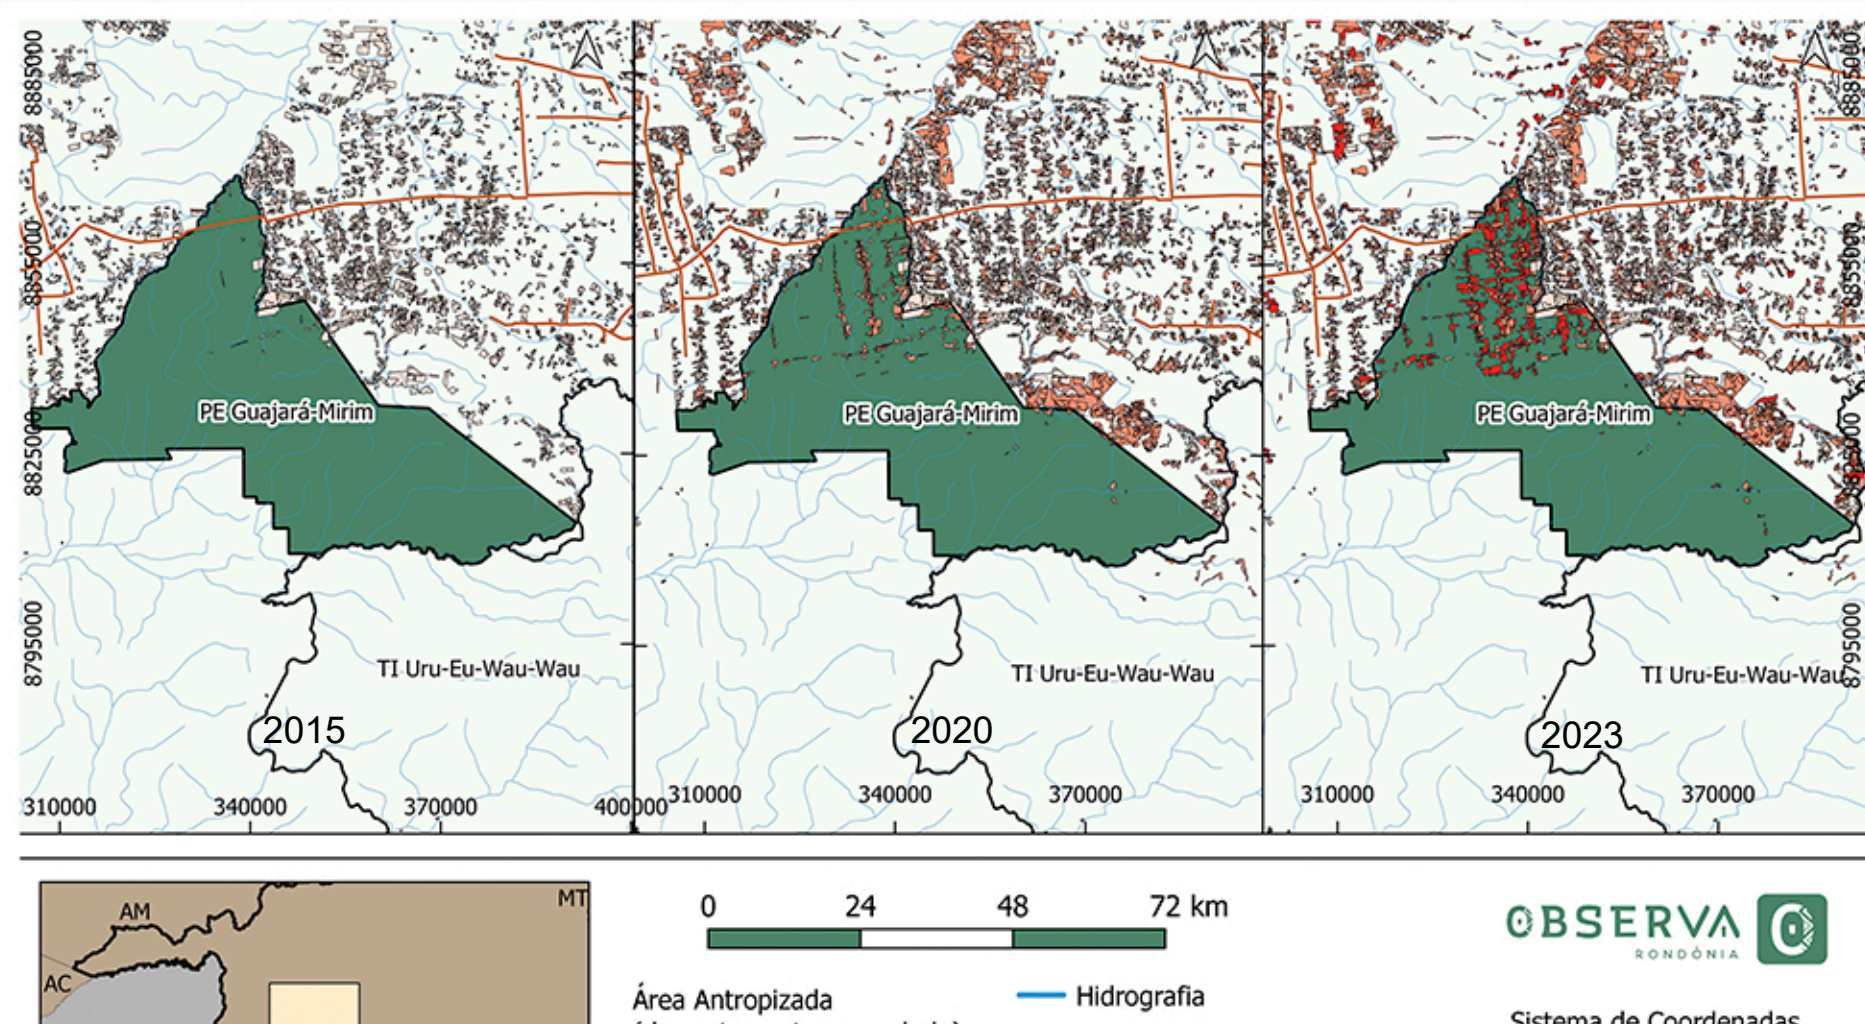 8885000
8855000
8825000
8795000
PE Guajará-Mirim
TI Uru-Eu-Wau-Wau
2015
310000 340000 370000 400000
PE Guajará-Mirim
TI Uru-Eu-Wau-Wau
2020
310000 340000 370000
8885000
8855000
8795000
PE Guajará-Mirim
TI Uru-Eu-Wau-Wau
2023
310000 340000 370000
AM
MT
AC
0 24 48 72 km
Área Antropizada
Hidrografia
OBSERVA
RONDÔNIA
Sistema de Coordenadas